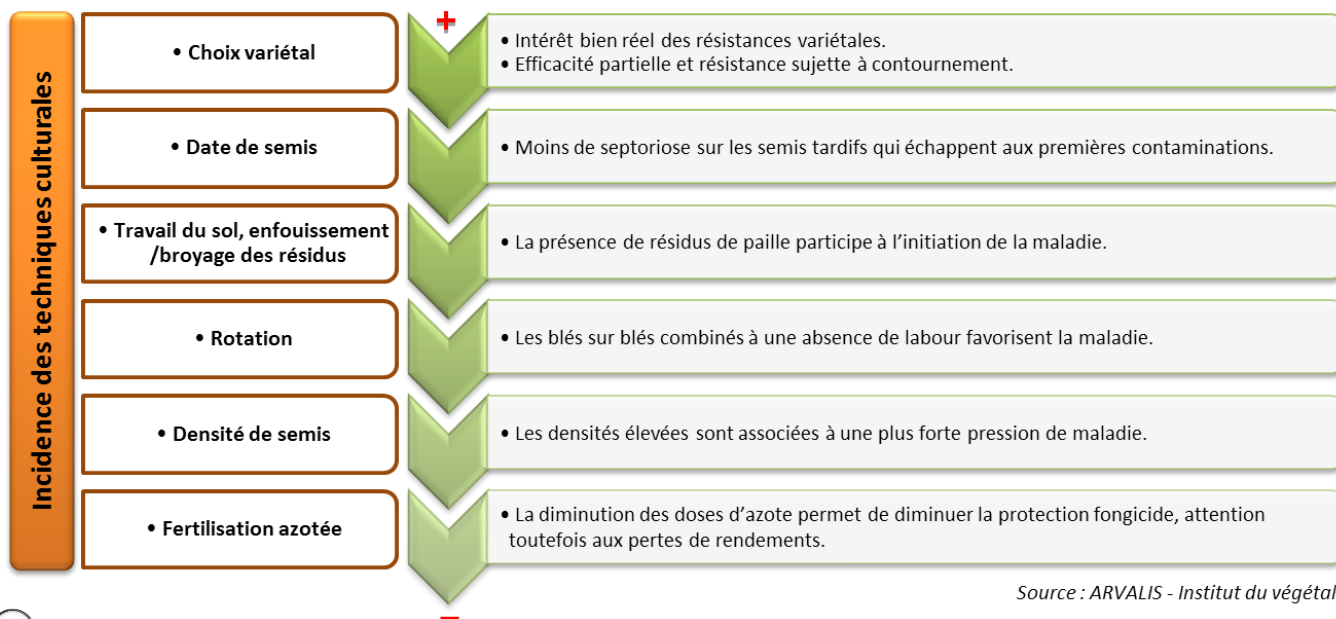 Incidence des techniques culturales
+
• Choix variétal
• Intérêt bien réel des résistances variétales.
• Efficacité partielle et résistance sujette à contournement.
• Date de semis
• Moins de septoriose sur les semis tardifs qui échappent aux premières contaminations.
• Travail du sol, enfouissement
/broyage des résidus
• La présence de résidus de paille participe à l’initiation de la maladie.
• Rotation
• Les blés sur blés combinés à une absence de labour favorisent la maladie.
• Densité de semis
• Les densités élevées sont associées à une plus forte pression de maladie.
• Fertilisation azotée
• La diminution des doses d’azote permet de diminuer la protection fongicide, attention
toutefois aux pertes de rendements.
Source : ARVALIS - Institut du végétal
–